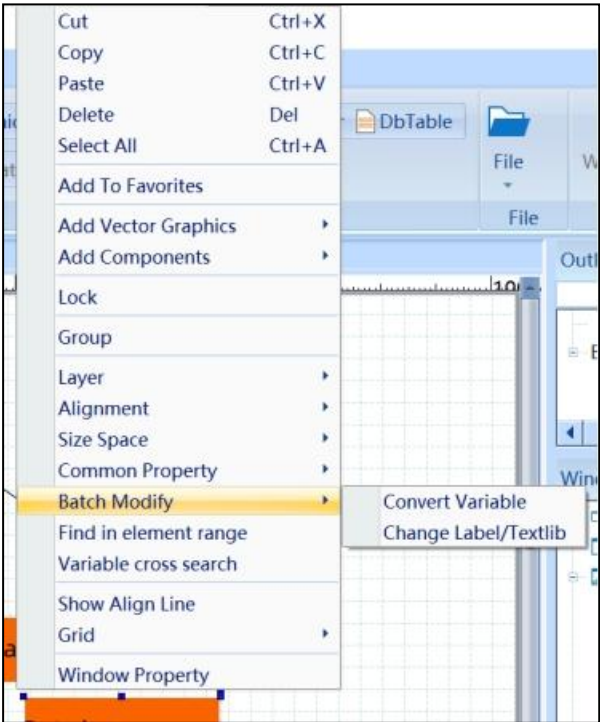 Cut Ctrl+X
Copy Ctrl+C
Paste Ctrl+V
Delete Del
Select All Ctrl+A
Add To Favorites
Add Vector Graphics
Add Components
Lock
Group
Layer
Alignment
Size Space
Common Property
Batch Modify
Find in element range
Variable cross search
Show Align Line
Grid
Window Property
Convert Variable
Change Label/Textlib
DbTable
File
File
Outl
Wind